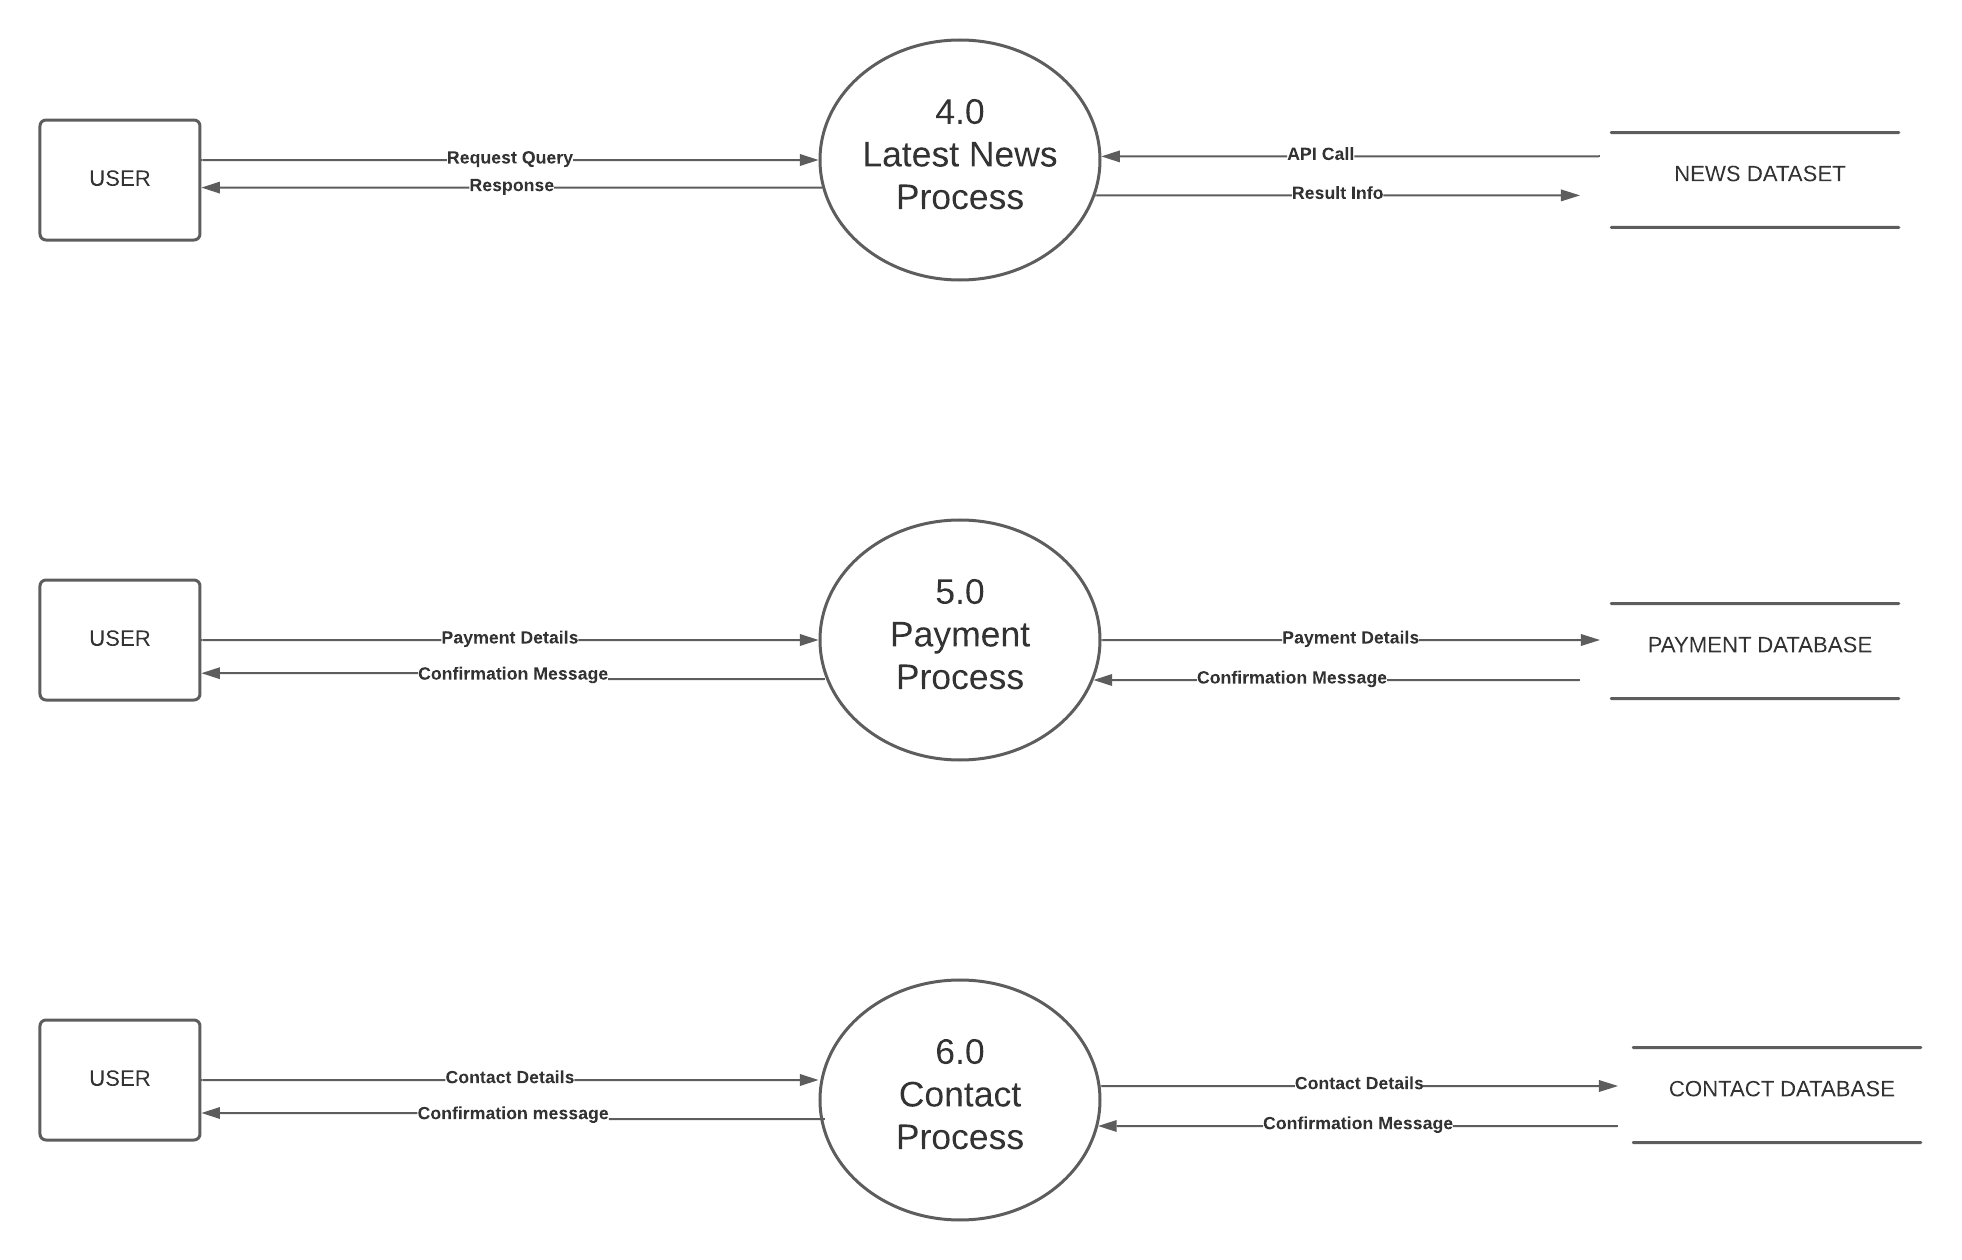 4.0
Latest News
Process
USER
Request Query
Response
API Call
Result Info
NEWS DATASET
5.0
Payment
Process
USER
Payment Details
Confirmation Message
Payment Details
Confirmation Message
PAYMENT DATABASE
6.0
Contact
Process
USER
Contact Details
Confirmation message
Contact Details
Confirmation Message
CONTACT DATABASE